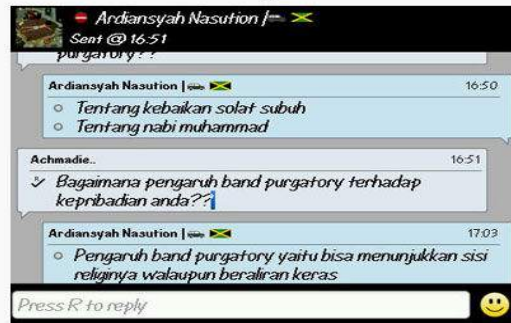 Ardiansyah Nasution |
Sent @ 16:51
purgatory??
Ardiansyah Nasution | 16:50
Tentang kebaikan solat subuh
Tentang nabi muhammad
Achmadie.. 16:51
Bagaimana pengaruh band purgatory terhadap
kepribadian anda??
Ardiansyah Nasution | 17:03
Pengaruh band purgatory yaitu bisa menunjukkan sisi
religinya walaupun beraliran keras
Press R to reply